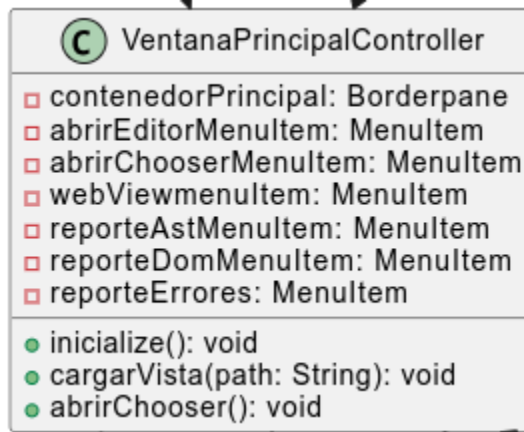 C VentanaPrincipalController
contenedorPrincipal: Borderpane
abrirEditorMenuItem: MenuItem
abrirChooserMenuItem: MenuItem
webViewmenuItem: MenuItem
reporteAstMenuItem: MenuItem
reporteDomMenuItem: MenuItem
reporteErrores: MenuItem
inicialize(): void
cargarVista(path: String): void
abrirChooser(): void